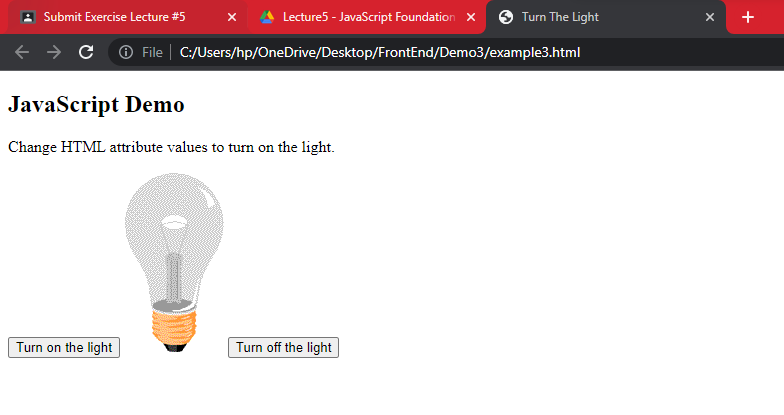 Submit Exercise Lecture #5
Lecture5 - JavaScript Foundation
Turn The Light
File
C:/Users/hp/OneDrive/Desktop/FrontEnd/Demo3/example3.html
JavaScript Demo
Change HTML attribute values to turn on the light.
Turn on the light
Turn off the light